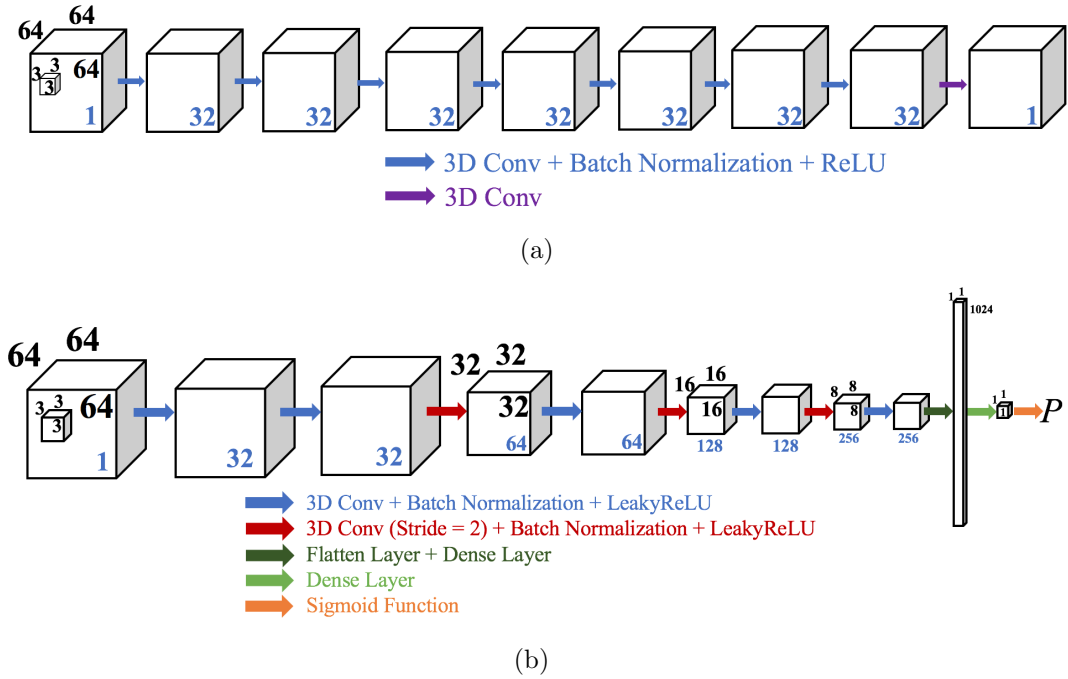 64 64
3 3 64
3
1 32 32 32 32 32 32 32 1
3D Conv + Batch Normalization + ReLU
3D Conv
(a)
1 1
1024
64 64
32 32
16 16
8 8
3 3 64
32
16
8
1 1
3
1
P
1 32 32 64 64 128 128 256 256
3D Conv + Batch Normalization + LeakyReLU
3D Conv (Stride = 2) + Batch Normalization + LeakyReLU
Flatten Layer + Dense Layer
Dense Layer
Sigmoid Function
(b)